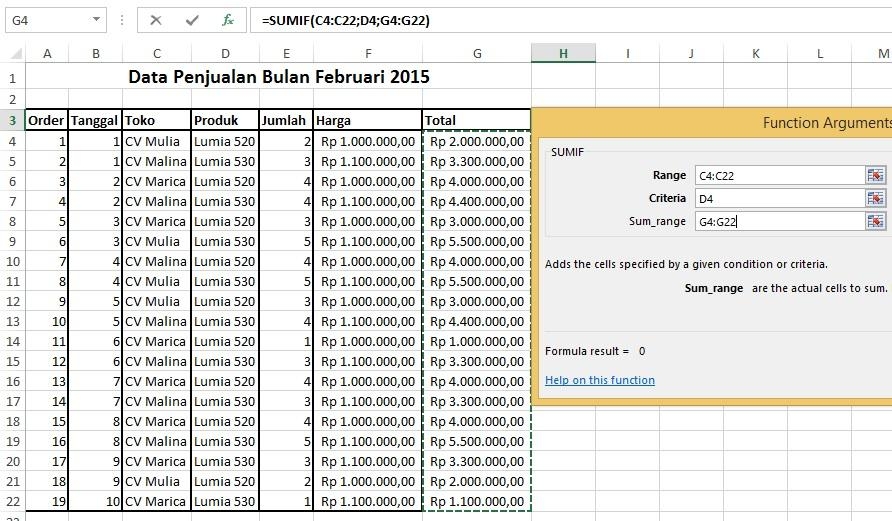 G4 =SUMIF(C4:C22;D4;G4:G22)
A B C D E F G H I J K L M
1 Data Penjualan Bulan Februari 2015
2
3 Order Tanggal Toko Produk Jumlah Harga Total
4 1 1 CV Mulia Lumia 520 2 Rp 1.000.000,00 Rp 2.000.000,00
5 2 1 CV Malina Lumia 530 3 Rp 1.100.000,00 Rp 3.300.000,00
6 3 2 CV Marica Lumia 520 4 Rp 1.000.000,00 Rp 4.000.000,00
7 4 2 CV Malina Lumia 530 4 Rp 1.100.000,00 Rp 4.400.000,00
8 5 3 CV Marica Lumia 520 3 Rp 1.000.000,00 Rp 3.000.000,00
9 6 3 CV Mulia Lumia 530 5 Rp 1.100.000,00 Rp 5.500.000,00
10 7 4 CV Malina Lumia 520 4 Rp 1.000.000,00 Rp 4.000.000,00
11 8 4 CV Mulia Lumia 530 5 Rp 1.100.000,00 Rp 5.500.000,00
12 9 5 CV Mulia Lumia 520 3 Rp 1.000.000,00 Rp 3.000.000,00
13 10 5 CV Malina Lumia 530 4 Rp 1.100.000,00 Rp 4.400.000,00
14 11 6 CV Marica Lumia 520 1 Rp 1.000.000,00 Rp 1.000.000,00
15 12 6 CV Malina Lumia 530 3 Rp 1.100.000,00 Rp 3.300.000,00
16 13 7 CV Marica Lumia 520 4 Rp 1.000.000,00 Rp 4.000.000,00
17 14 7 CV Malina Lumia 530 3 Rp 1.100.000,00 Rp 3.300.000,00
18 15 8 CV Marica Lumia 520 4 Rp 1.000.000,00 Rp 4.000.000,00
19 16 8 CV Malina Lumia 530 5 Rp 1.100.000,00 Rp 5.500.000,00
20 17 9 CV Marica Lumia 530 3 Rp 1.100.000,00 Rp 3.300.000,00
21 18 9 CV Mulia Lumia 520 2 Rp 1.000.000,00 Rp 2.000.000,00
22 19 10 CV Marica Lumia 530 1 Rp 1.100.000,00 Rp 1.100.000,00
Function Arguments
SUMIF
Range C4:C22
Criteria D4
Sum_range G4:G22
Adds the cells specified by a given condition or criteria.
Sum_range are the actual cells to sum.
Formula result = 0
Help on this function